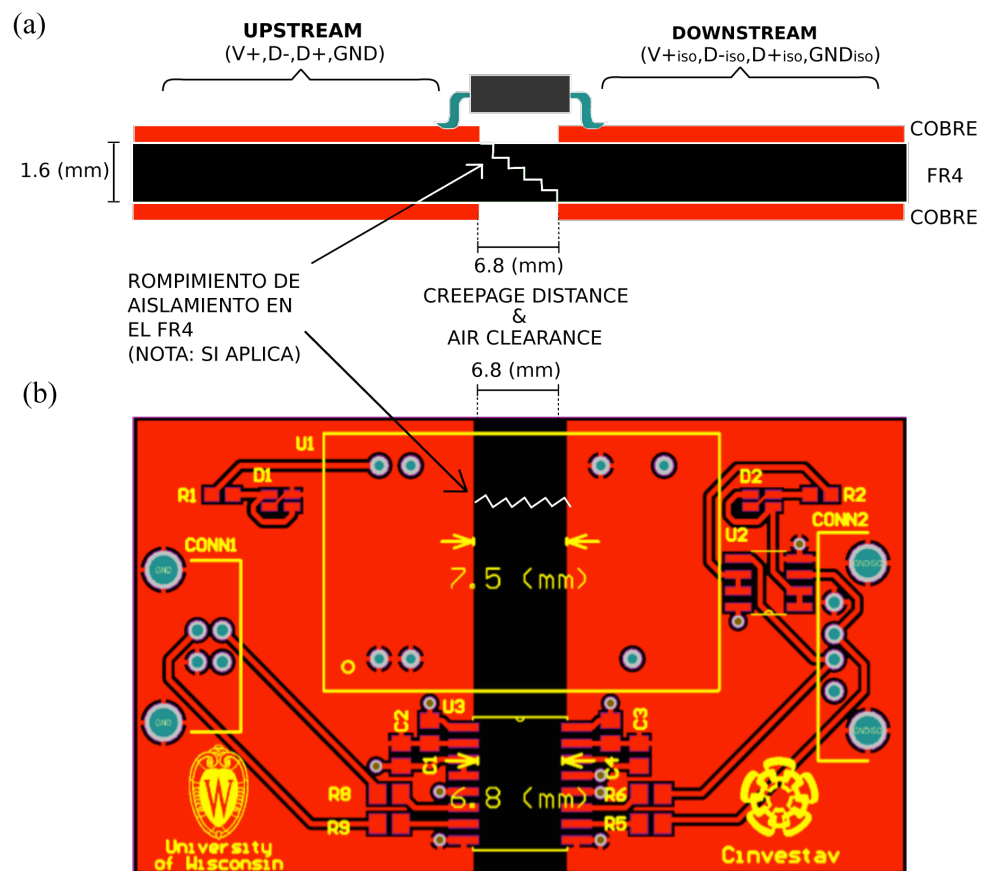 (a)
UPSTREAM
(V+,D-,D+,GND)
DOWNSTREAM
(V+iso,D-iso,D+iso,GNDiso)
COBRE
1.6 (mm)
FR4
COBRE
6.8 (mm)
ROMPIMIENTO DE
AISLAMIENTO EN
EL FR4
(NOTA: SI APLICA)
CREEPAGE DISTANCE
&
AIR CLEARANCE
6.8 (mm)
(b)
U1
D1
R1
D2
R2
CONN1
CONN2
U2
GND
GNDISO
7.5 (mm)
U3
C2
C3
GND
GNDISO
C1
C4
R8
6.8 (mm)
R6
R9
R5
W
University
of Wisconsin
Cinvestav